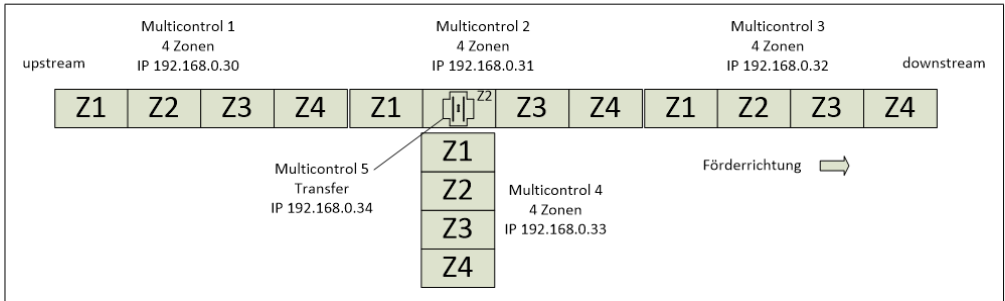 Multicontrol 1
4 Zonen
IP 192.168.0.30
Multicontrol 2
4 Zonen
IP 192.168.0.31
Multicontrol 3
4 Zonen
IP 192.168.0.32
upstream
downstream
Z1 Z2 Z3 Z4 Z1 Z2 Z3 Z4 Z1 Z2 Z3 Z4
Z1
Z2
Z3
Z4
Multicontrol 5
Transfer
IP 192.168.0.34
Multicontrol 4
4 Zonen
IP 192.168.0.33
Förderrichtung